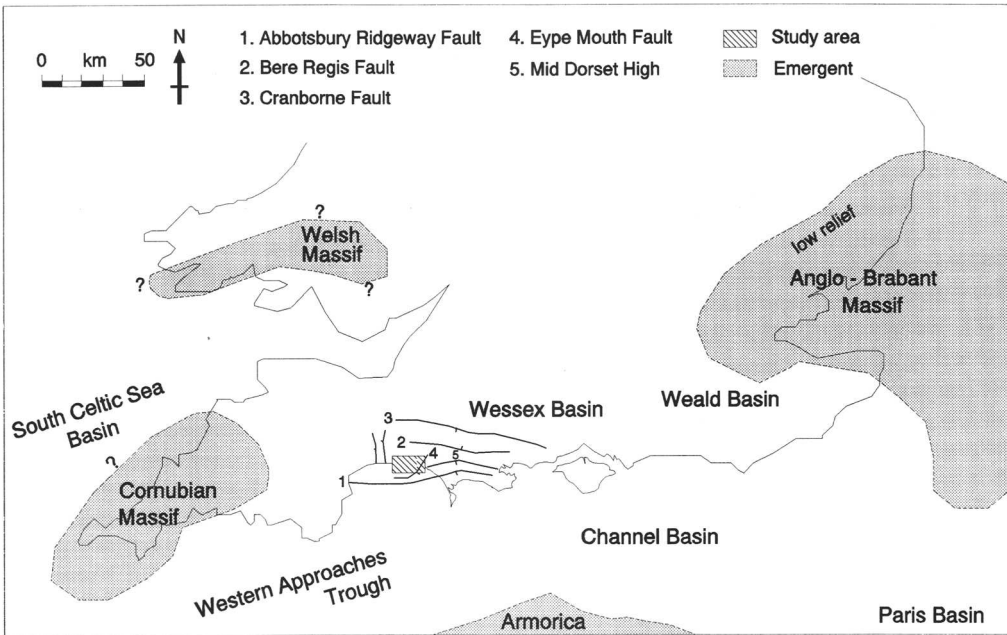 0 km 50
N
1. Abbotsbury Ridgeway Fault
2. Bere Regis Fault
3. Cranborne Fault
4. Eype Mouth Fault
5. Mid Dorset High
Study area
Emergent
?
Welsh
Massif
?
?
low relief
Anglo - Brabant
Massif
South Celtic Sea
Basin
?
Cornubian
Massif
Wessex Basin
Weald Basin
3
2
4
5
1
Channel Basin
Western Approaches
Trough
Armorica
Paris Basin